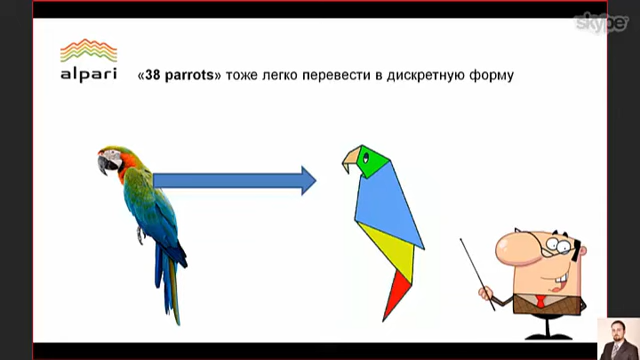 skype
alpari
«38 parrots» тоже легко перевести в дискретную форму